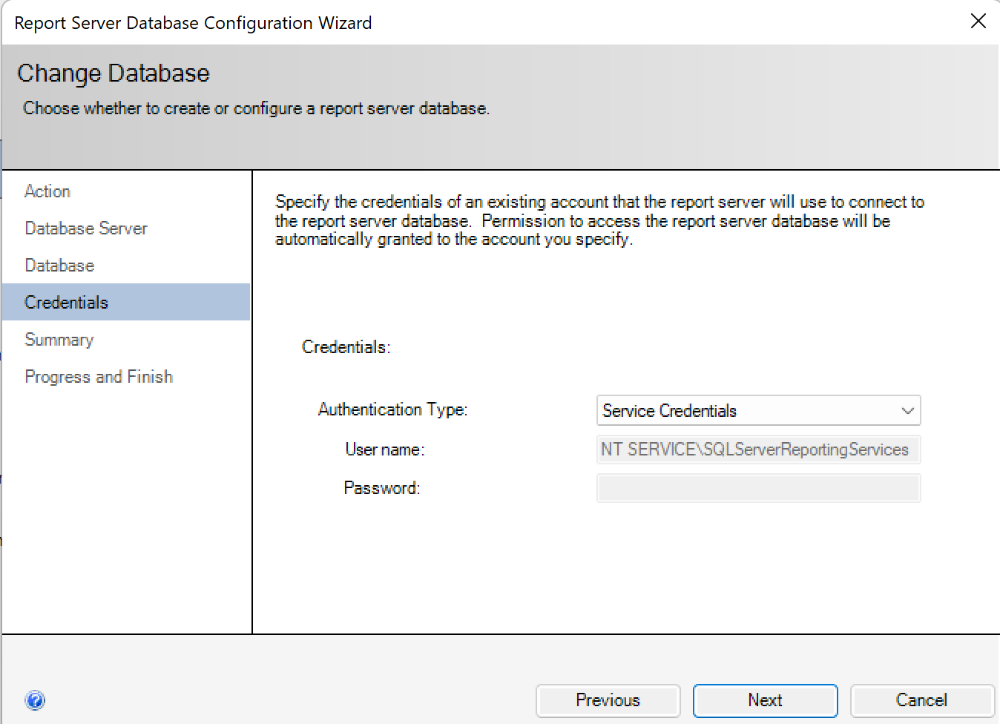 Report Server Database Configuration Wizard
Change Database
Choose whether to create or configure a report server database.
Action
Database Server
Database
Credentials
Summary
Progress and Finish
Specify the credentials of an existing account that the report server will use to connect to
the report server database.  Permission to access the report server database will be
automatically granted to the account you specify.
Credentials:
Authentication Type:
Service Credentials
User name:
NT SERVICE\SQLServerReportingServices
Password:
Previous
Next
Cancel